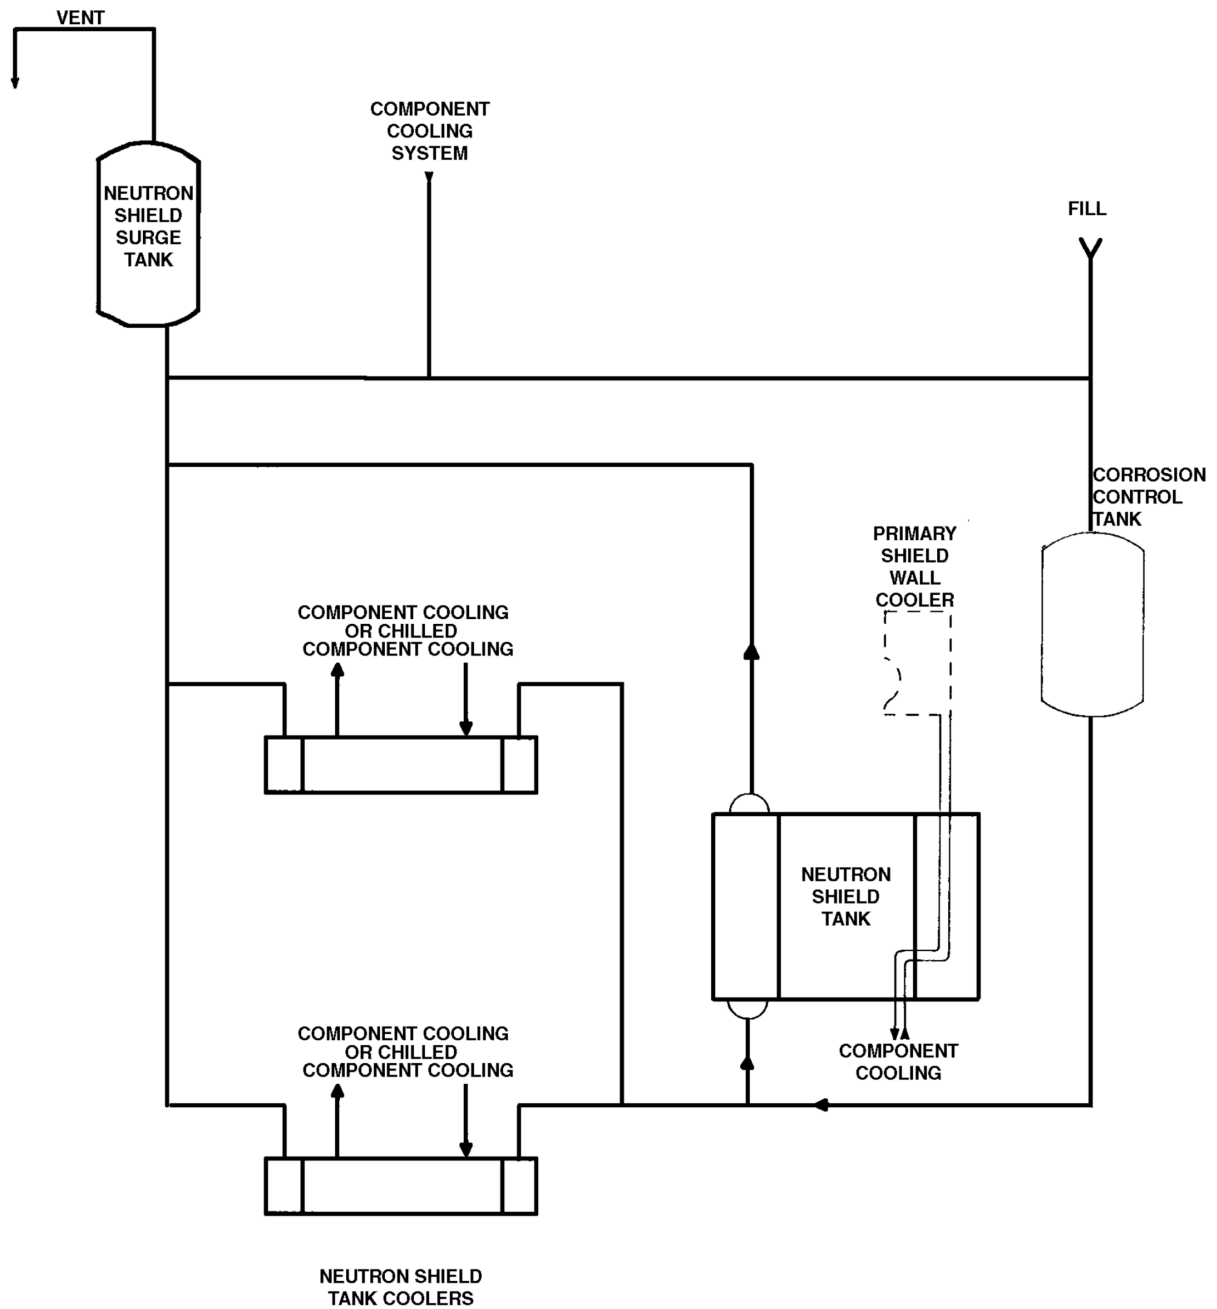 VENT
COMPONENT
COOLING
SYSTEM
NEUTRON
SHIELD
SURGE
TANK
FILL
CORROSION
CONTROL
TANK
PRIMARY
SHIELD
WALL
COOLER
COMPONENT COOLING
OR CHILLED
COMPONENT COOLING
NEUTRON
SHIELD
TANK
COMPONENT COOLING
OR CHILLED
COMPONENT COOLING
COMPONENT
COOLING
NEUTRON SHIELD
TANK COOLERS